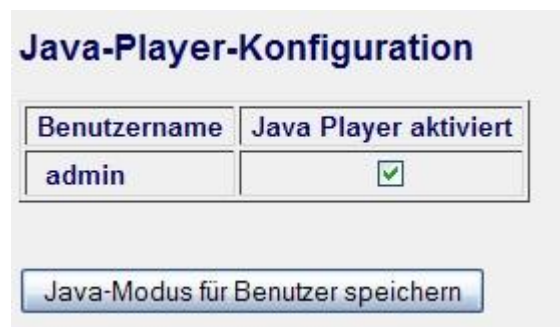 Java-Player-Konfiguration
Benutzername Java Player aktiviert
admin
Java-Modus für Benutzer speichern